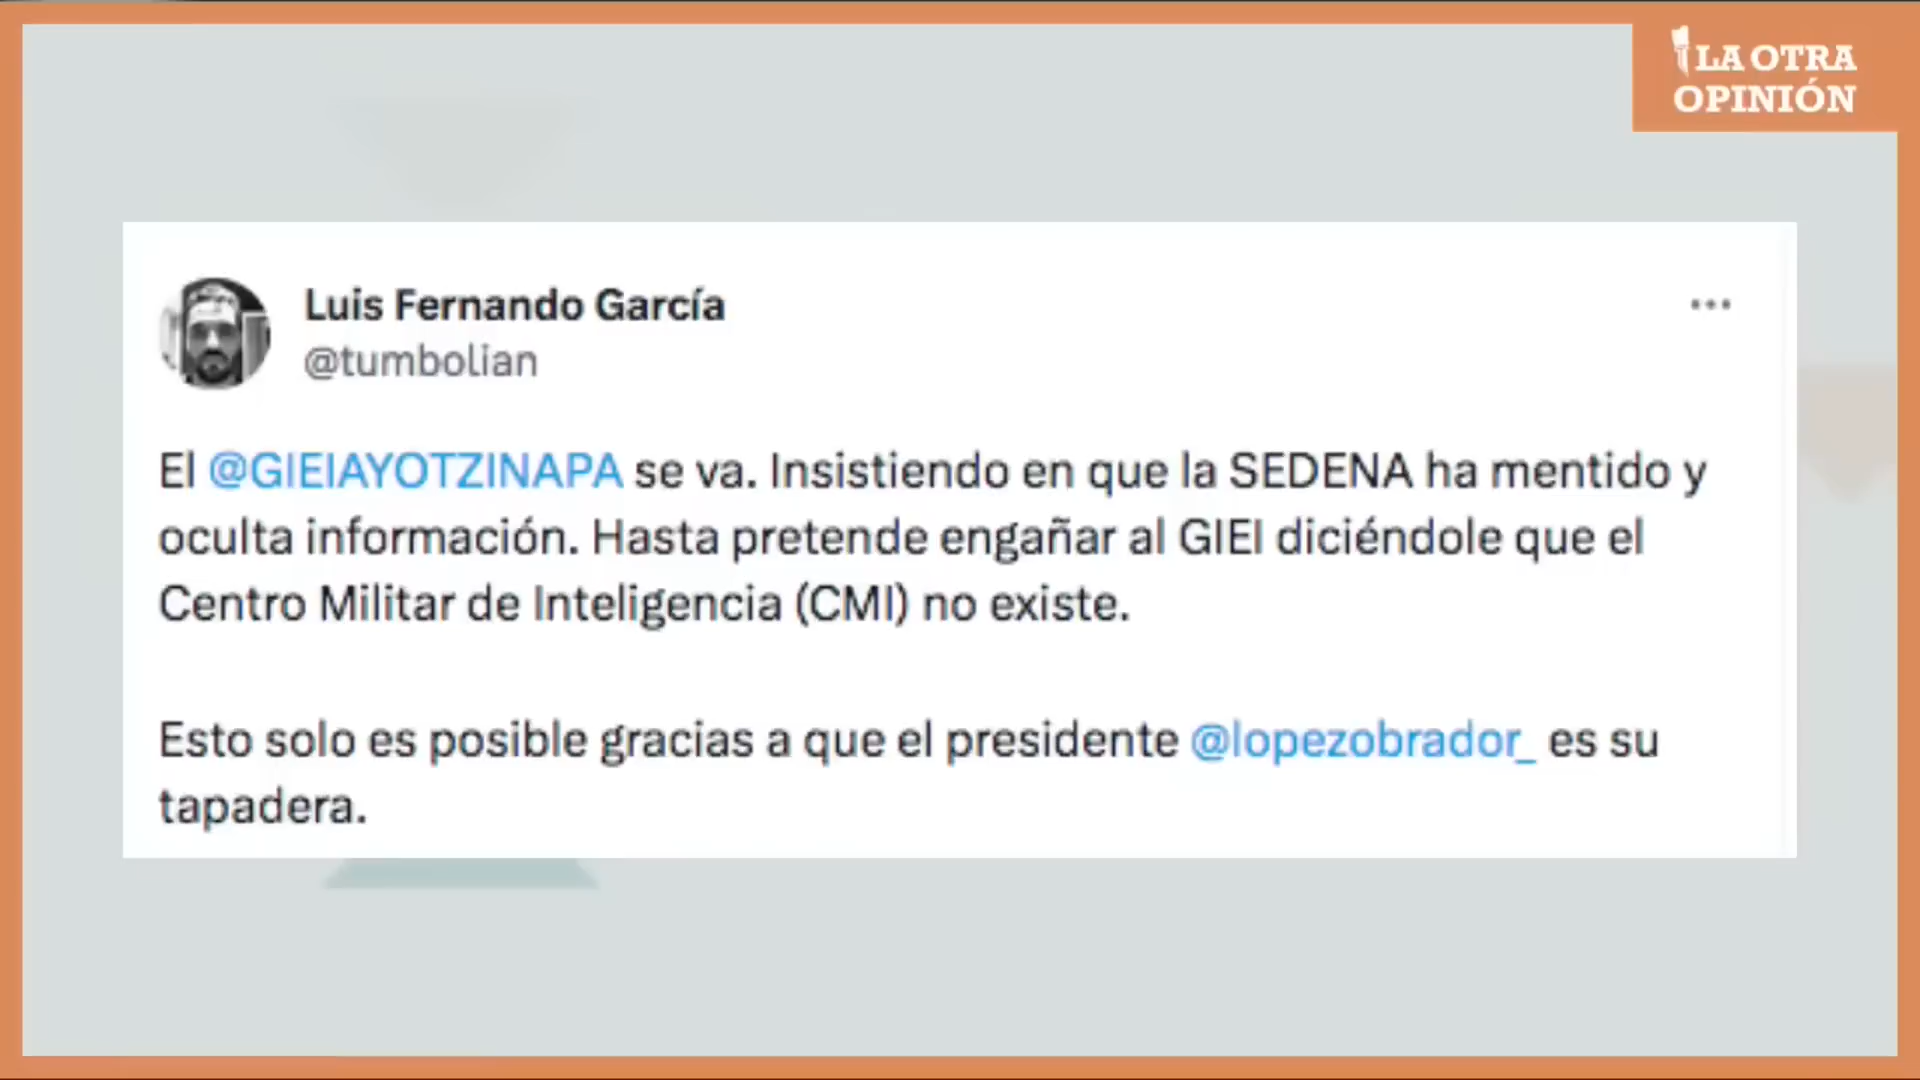 LA OTRA
OPINIÓN
Luis Fernando García
@tumbolian
El @GIEIAYOTZINAPA se va. Insistiendo en que la SEDENA ha mentido y
oculta información. Hasta pretende engañar al GIEI diciéndole que el
Centro Militar de Inteligencia (CMI) no existe.
Esto solo es posible gracias a que el presidente @lopezobrador_ es su
tapadera.